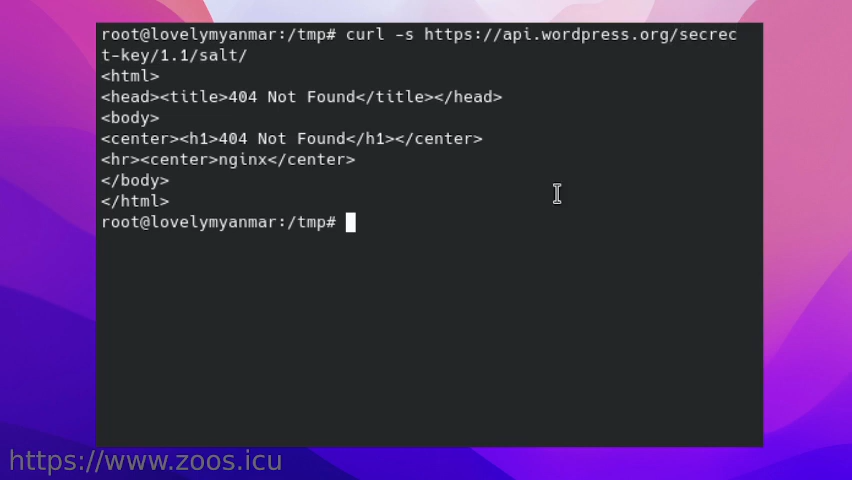 root@lovelymyanmar:/tmp# curl -s https://api.wordpress.org/secrec
t-key/1.1/salt/
<html>
<head><title>404 Not Found</title></head>
<body>
<center><h1>404 Not Found</h1></center>
<hr><center>nginx</center>
</body>
</html>
root@lovelymyanmar:/tmp#
https://www.zoos.icu